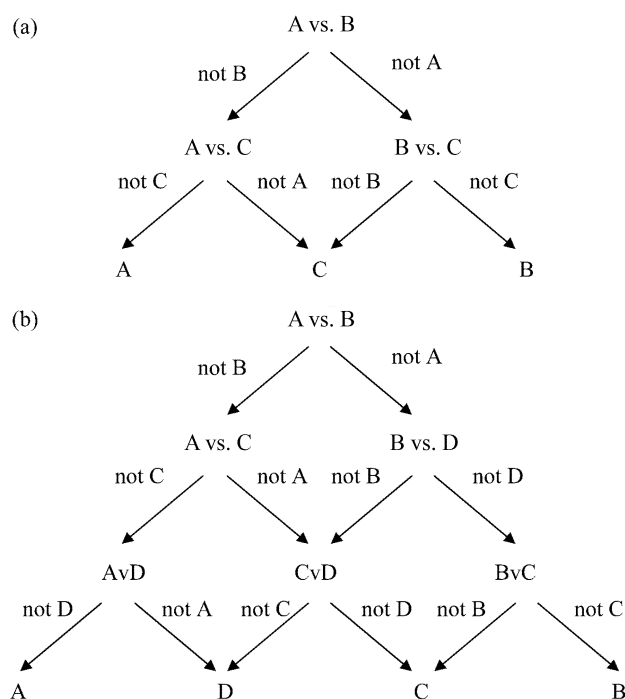 (a)
A vs. B
not B not A
A vs. C B vs. C
not C not A not B not C
A C B
(b)
A vs. B
not B not A
A vs. C B vs. D
not C not A not B not D
AvD CvD BvC
not D not A not C not D not B not C
A D C B